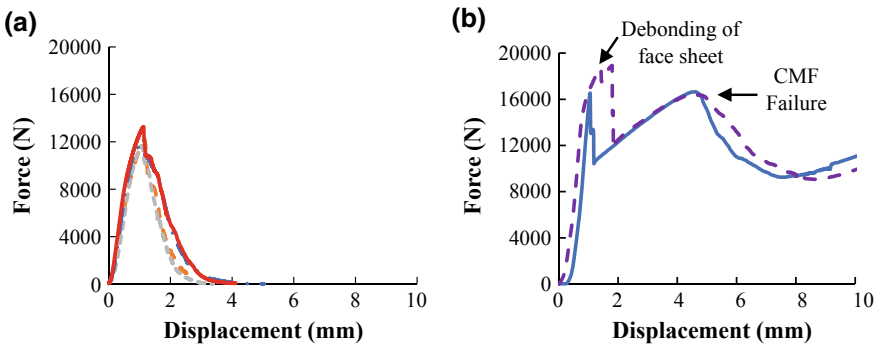 (a)
20000
16000
12000
8000
4000
0
Force (N)
0 2 4 6 8 10
Displacement (mm)
(b)
Debonding of
face sheet
CMF
Failure
20000
16000
12000
8000
4000
0
Force (N)
0 2 4 6 8 10
Displacement (mm)